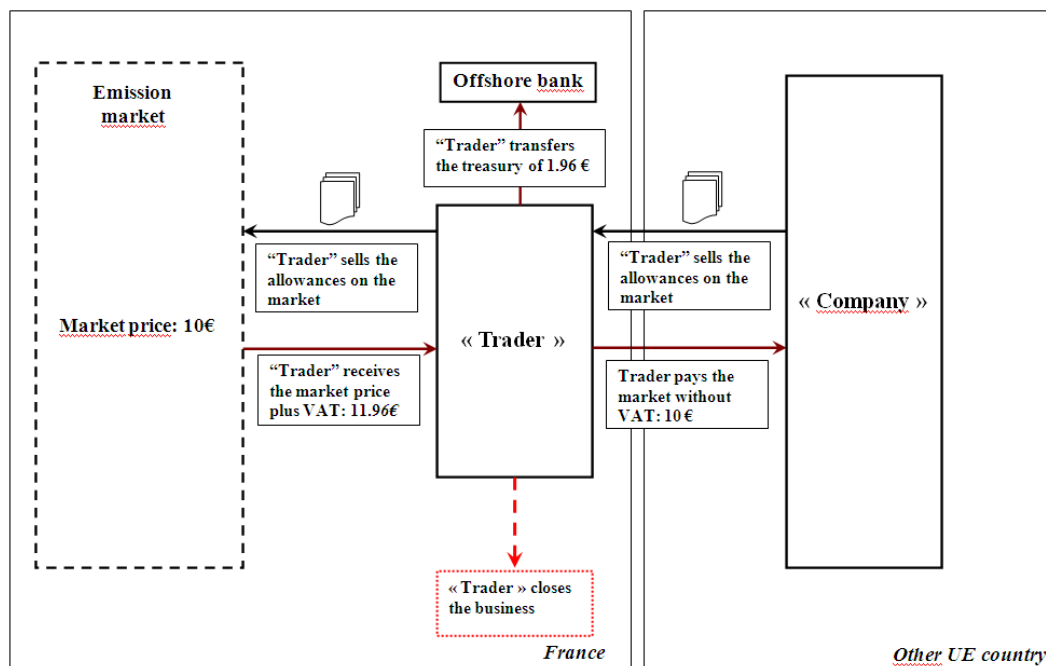 Emission
market
Market price: 10€
Offshore bank
“Trader” transfers
the treasury of 1.96 €
“Trader” sells the
allowances on the
market
“Trader” receives
the market price
plus VAT: 11.96€
« Trader »
« Trader » closes
the business
France
“Trader” sells the
allowances on the
market
Trader pays the
market without
VAT: 10 €
« Company »
Other UE country